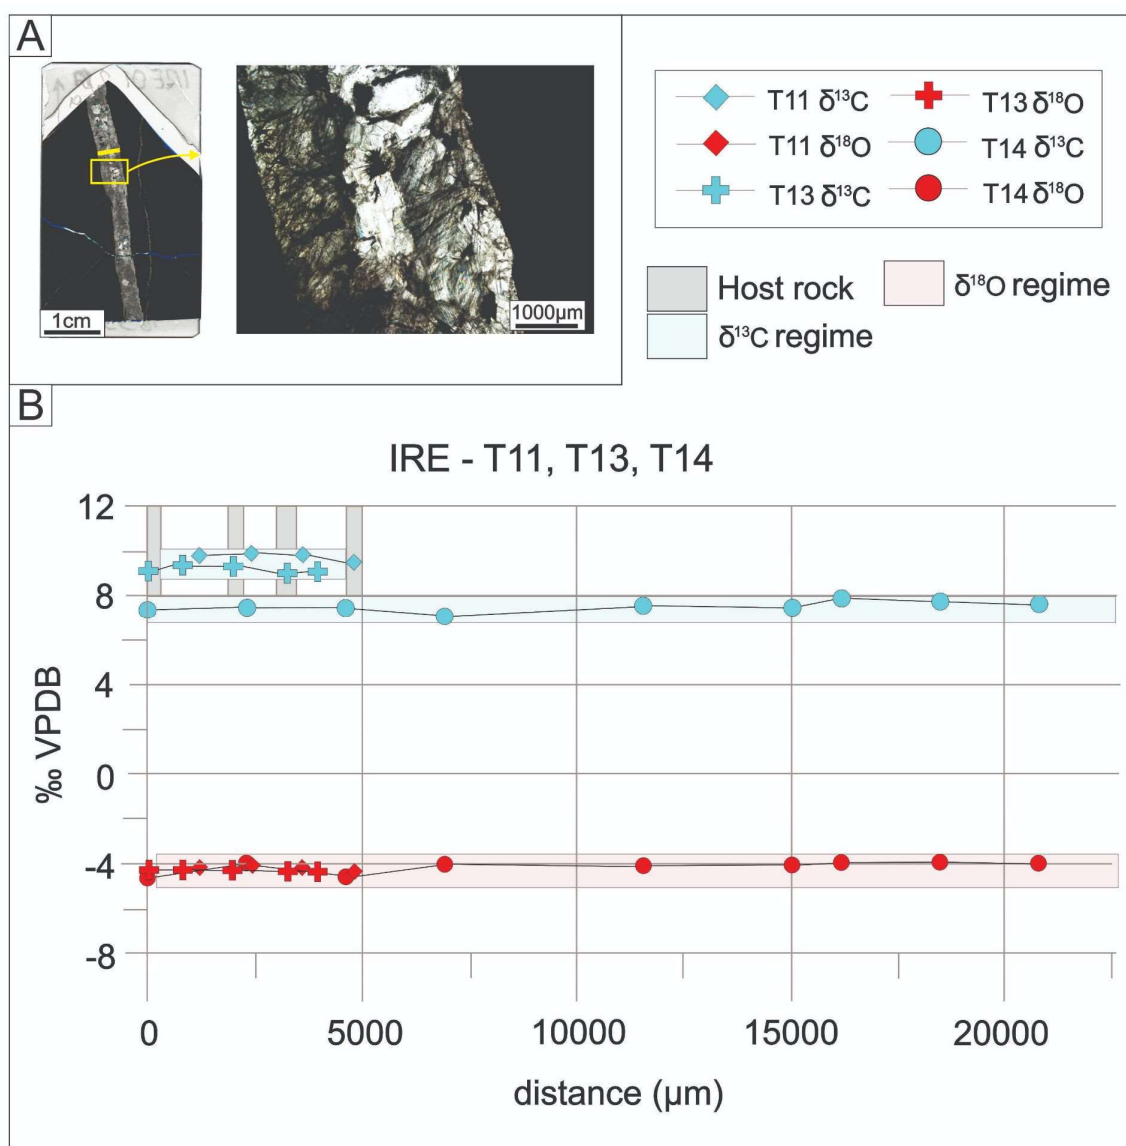 A
1cm
1000µm
T11 δ¹³C
T13 δ¹⁸O
T11 δ¹⁸O
T14 δ¹³C
T13 δ¹³C
T14 δ¹⁸O
Host rock
δ¹⁸O regime
δ¹³C regime
B
IRE - T11, T13, T14
12
8
4
0
-4
-8
‰ VPDB
0
5000
10000
15000
20000
distance (µm)